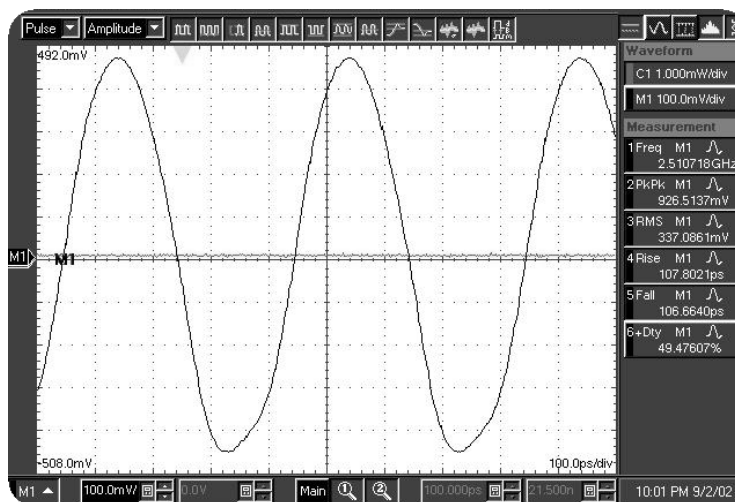 Pulse Amplitude
492.0mV
Waveform
C1 1.000mW/div
M1 100.0mV/div
Measurement
1 Freq M1
2.510718GHz
2 PkPk M1
926.5137mV
3 RMS M1
337.0861mV
4 Rise M1
107.8021ps
5 Fall M1
106.6640ps
6 +Dty M1
49.47607%
M1 M1
-508.0mV 100.0ps/div
M1 100.0mV/ 0.0V Main 1 2 100.000ps 21.500n 10:01 PM 9/2/02